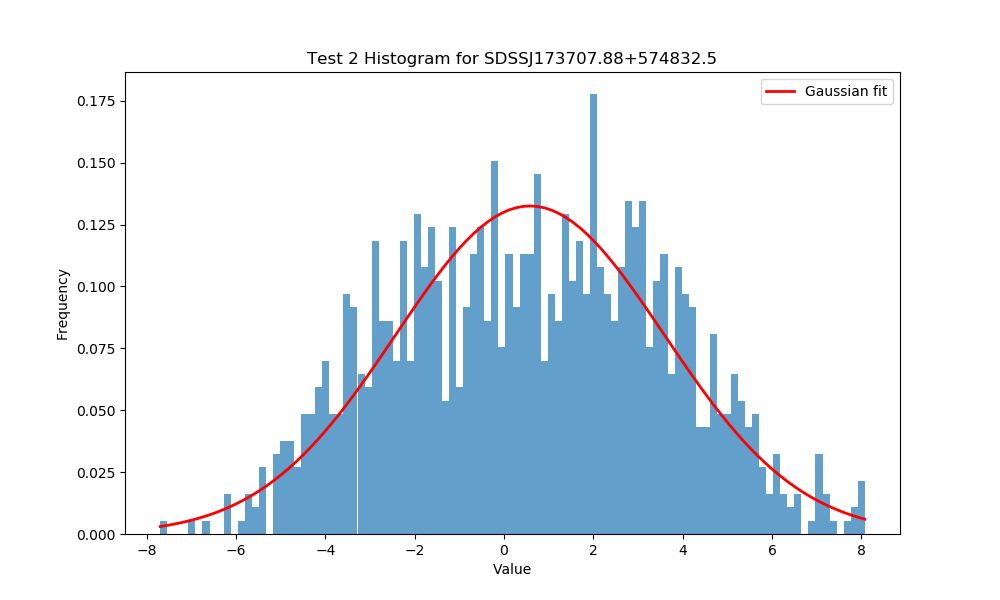 Test 2 Histogram for SDSSJ173707.88+574832.5
Gaussian fit
Frequency
0.175
0.150
0.125
0.100
0.075
0.050
0.025
0.000
−8 −6 −4 −2 0 2 4 6 8
Value